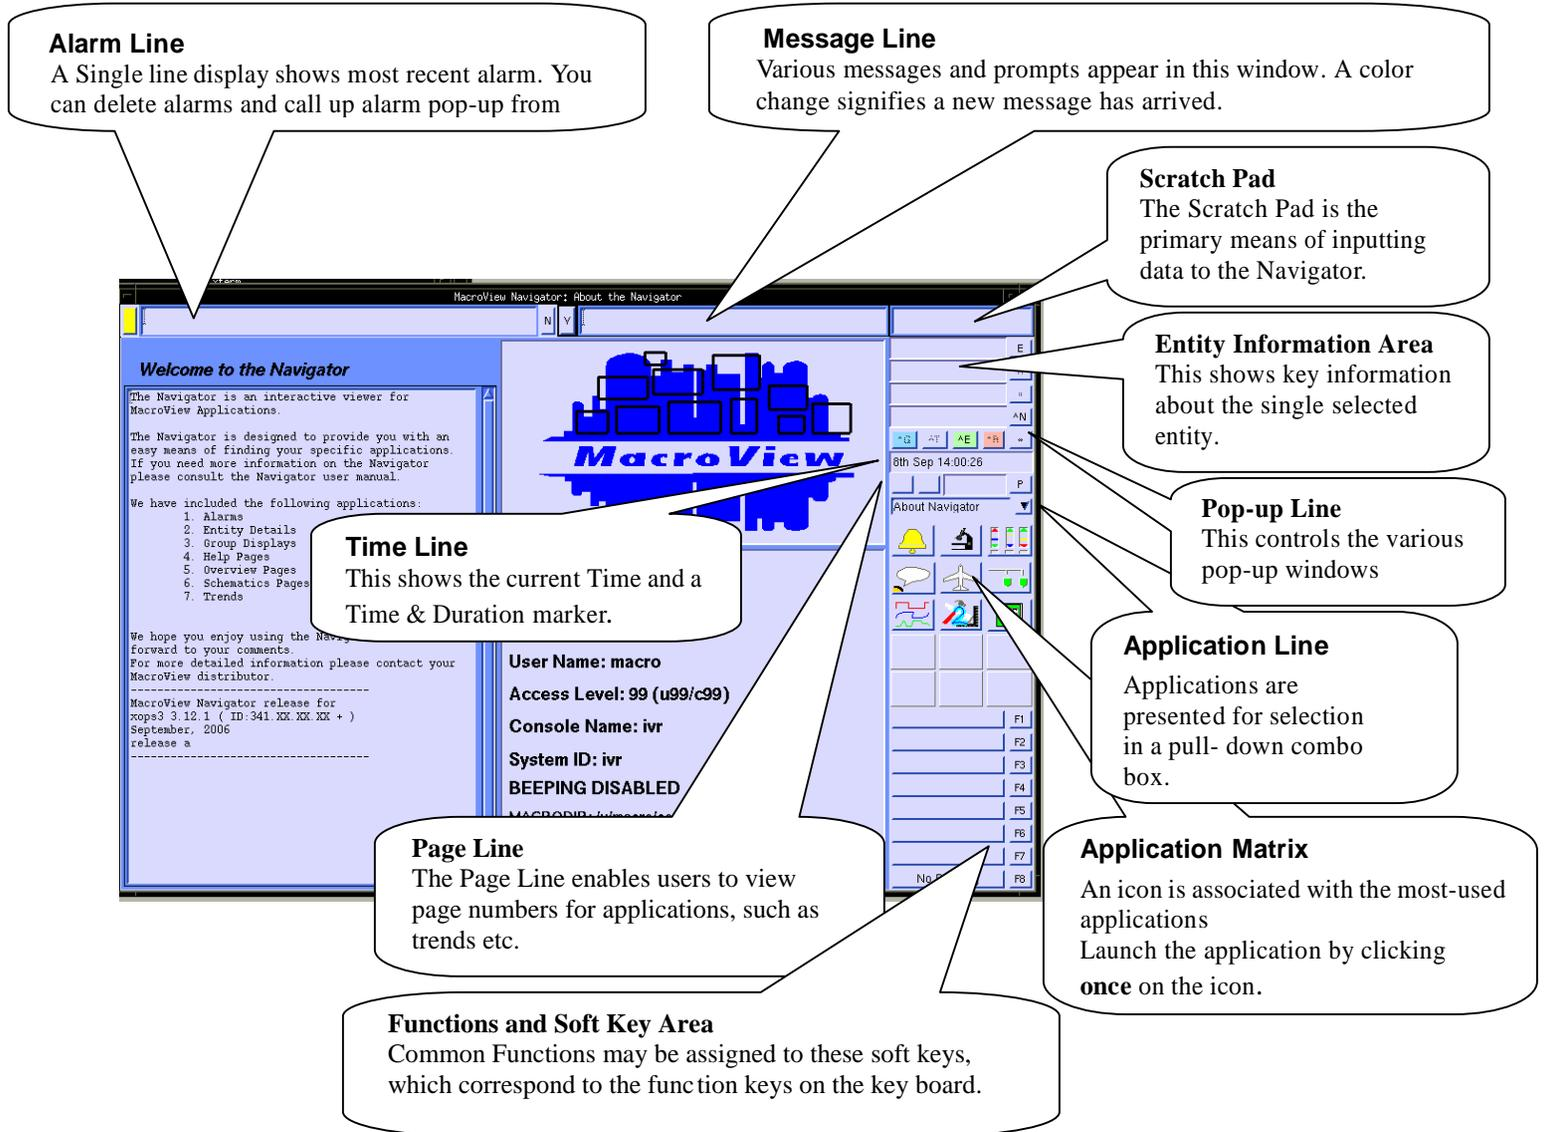 Alarm Line
A Single line display shows most recent alarm. You
can delete alarms and call up alarm pop-up from
Message Line
Various messages and prompts appear in this window. A color
change signifies a new message has arrived.
Scratch Pad
The Scratch Pad is the
primary means of inputting
data to the Navigator.
xterm
MacroView Navigator: About the Navigator
N
V
Entity Information Area
This shows key information
about the single selected
entity.
E
^N
^G ^T ^E ^R
8th Sep 14:00:26
P
About Navigator
Welcome to the Navigator
The Navigator is an interactive viewer for
MacroView Applications.
The Navigator is designed to provide you with an
easy means of finding your specific applications.
If you need more information on the Navigator
please consult the Navigator user manual.
We have included the following applications:
1. Alarms
2. Entity Details
3. Group Displays
4. Help Pages
5. Overview Pages
6. Schematics Pages
7. Trends
We hope you enjoy using the
forward to your comments.
For more detailed information please contact your
MacroView distributor.
-----------------------------------
MacroView Navigator release for
xops3 3.12.1 ( ID:341.XX.XX.XX + )
September, 2006
release a
-----------------------------------
MacroView
Pop-up Line
This controls the various
pop-up windows
Time Line
This shows the current Time and a
Time & Duration marker.
User Name: macro
Access Level: 99 (u99/c99)
Console Name: ivr
System ID: ivr
BEEPING DISABLED
Application Line
Applications are
presented for selection
in a pull- down combo
box.
F1
F2
F3
F4
F5
F6
F7
F8
No
Page Line
The Page Line enables users to view
page numbers for applications, such as
trends etc.
Application Matrix
An icon is associated with the most-used
applications
Launch the application by clicking
once on the icon.
Functions and Soft Key Area
Common Functions may be assigned to these soft keys,
which correspond to the function keys on the key board.